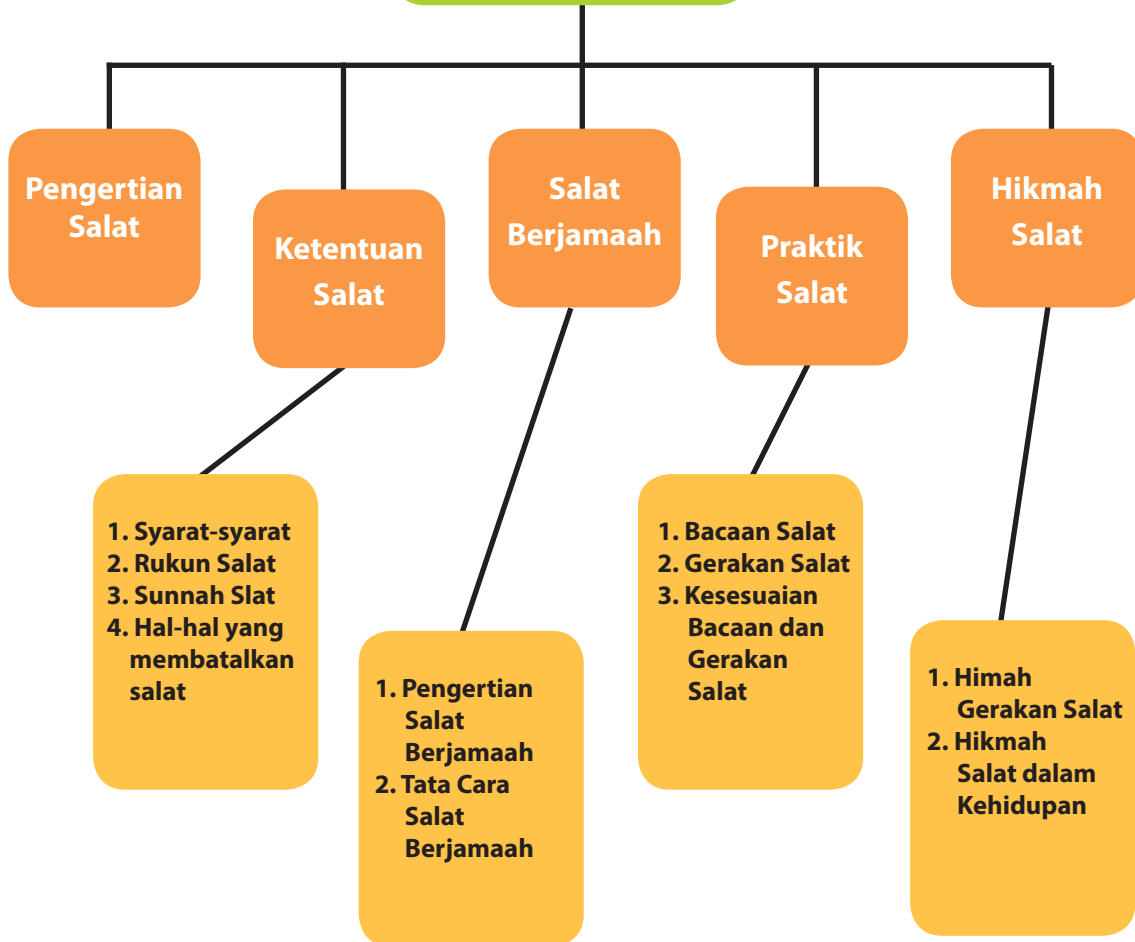 Pengertian
Salat
Ketentuan
Salat
Salat
Berjamaah
Praktik
Salat
Hikmah
Salat
1. Syarat-syarat
2. Rukun Salat
3. Sunnah Slat
4. Hal-hal yang
membatalkan
salat
1. Pengertian
Salat
Berjamaah
2. Tata Cara
Salat
Berjamaah
1. Bacaan Salat
2. Gerakan Salat
3. Kesesuaian
Bacaan dan
Gerakan
Salat
1. Himah
Gerakan Salat
2. Hikmah
Salat dalam
Kehidupan